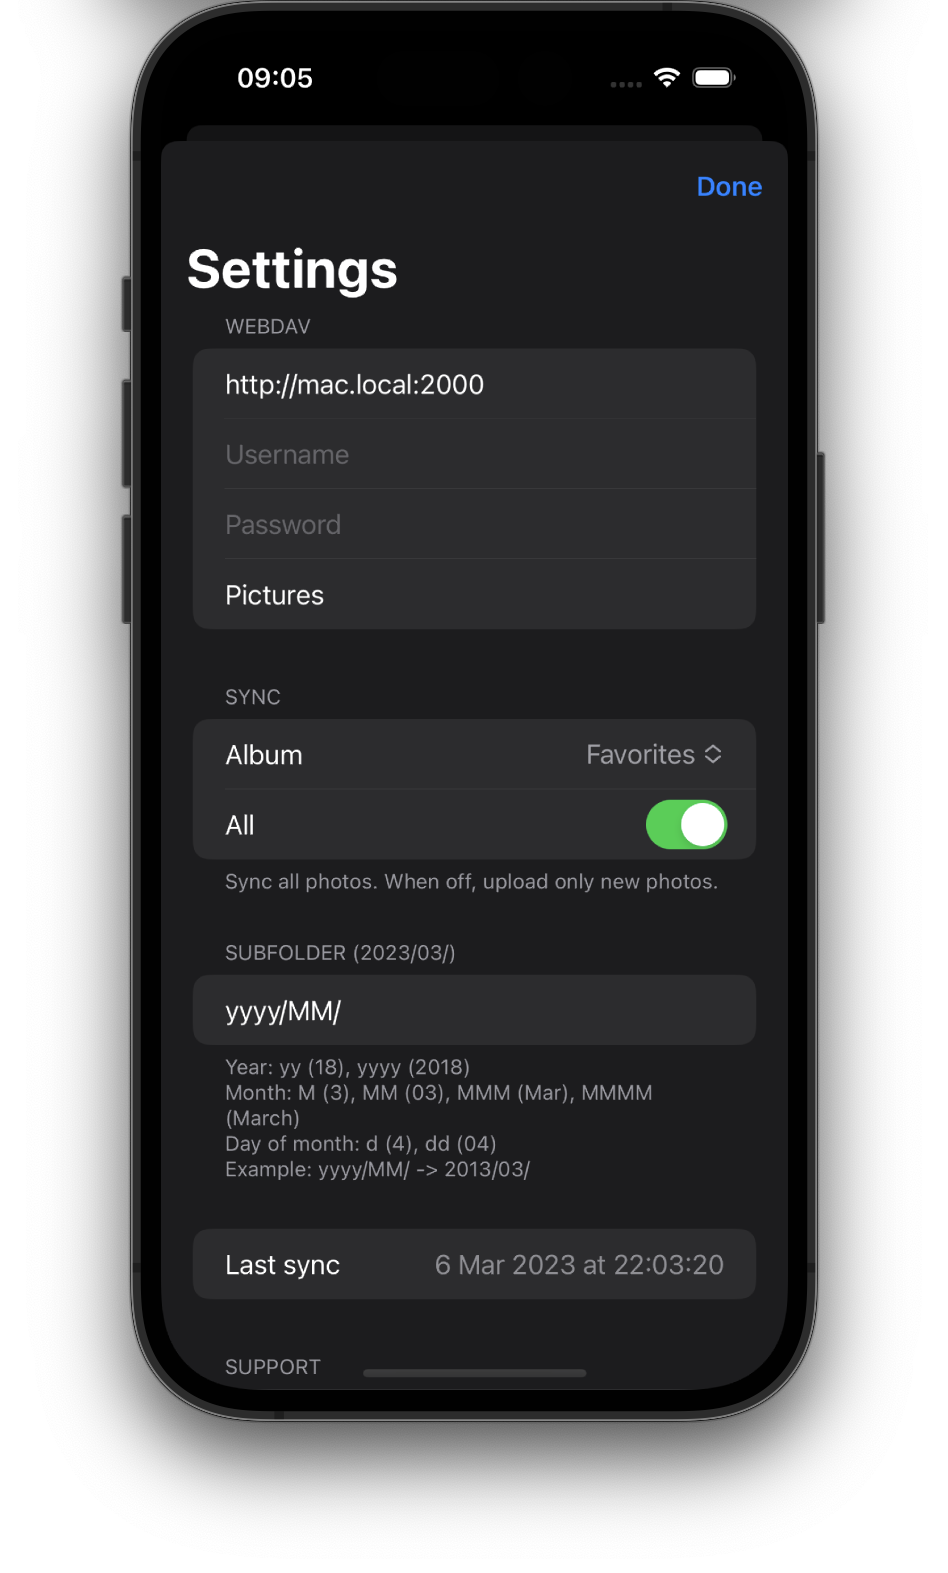 09:05
Done
Settings
WEBDAV
http://mac.local:2000
Username
Password
Pictures
SYNC
Album Favorites
All
Sync all photos. When off, upload only new photos.
SUBFOLDER (2023/03/)
yyyy/MM/
Year: yy (18), yyyy (2018)
Month: M (3), MM (03), MMM (Mar), MMMM
(March)
Day of month: d (4), dd (04)
Example: yyyy/MM/ -> 2013/03/
Last sync 6 Mar 2023 at 22:03:20
SUPPORT